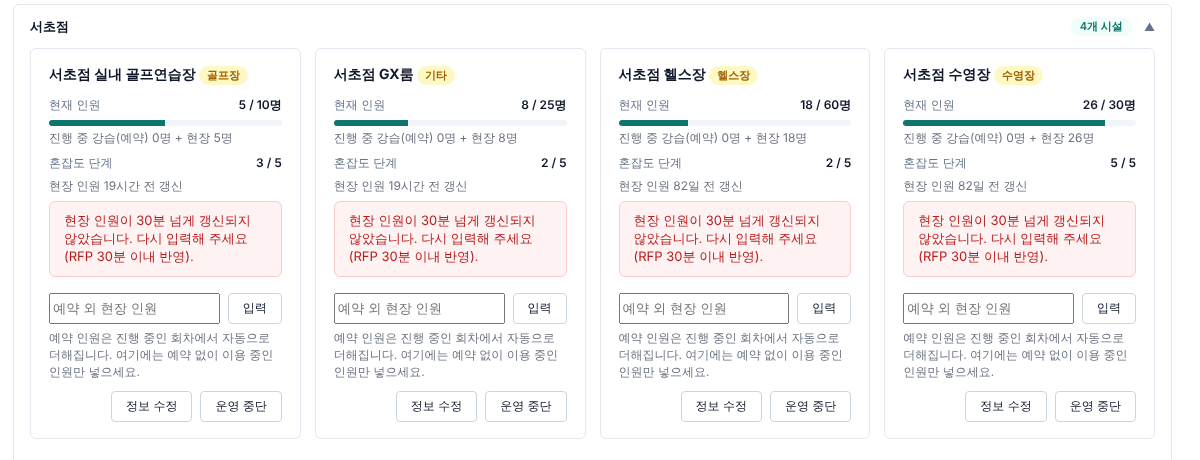 서초점
4개 시설 ▲
서초점 실내 골프연습장 골프장
현재 인원 5 / 10명
진행 중 강습(예약) 0명 + 현장 5명
혼잡도 단계 3 / 5
현장 인원 19시간 전 갱신
현장 인원이 30분 넘게 갱신되지
않았습니다. 다시 입력해 주세요
(RFP 30분 이내 반영).
예약 외 현장 인원 입력
예약 인원은 진행 중인 회차에서 자동으로
더해집니다. 여기에는 예약 없이 이용 중인
인원만 넣으세요.
정보 수정 운영 중단
서초점 GX룸 기타
현재 인원 8 / 25명
진행 중 강습(예약) 0명 + 현장 8명
혼잡도 단계 2 / 5
현장 인원 19시간 전 갱신
현장 인원이 30분 넘게 갱신되지
않았습니다. 다시 입력해 주세요
(RFP 30분 이내 반영).
예약 외 현장 인원 입력
예약 인원은 진행 중인 회차에서 자동으로
더해집니다. 여기에는 예약 없이 이용 중인
인원만 넣으세요.
정보 수정 운영 중단
서초점 헬스장 헬스장
현재 인원 18 / 60명
진행 중 강습(예약) 0명 + 현장 18명
혼잡도 단계 2 / 5
현장 인원 82일 전 갱신
현장 인원이 30분 넘게 갱신되지
않았습니다. 다시 입력해 주세요
(RFP 30분 이내 반영).
예약 외 현장 인원 입력
예약 인원은 진행 중인 회차에서 자동으로
더해집니다. 여기에는 예약 없이 이용 중인
인원만 넣으세요.
정보 수정 운영 중단
서초점 수영장 수영장
현재 인원 26 / 30명
진행 중 강습(예약) 0명 + 현장 26명
혼잡도 단계 5 / 5
현장 인원 82일 전 갱신
현장 인원이 30분 넘게 갱신되지
않았습니다. 다시 입력해 주세요
(RFP 30분 이내 반영).
예약 외 현장 인원 입력
예약 인원은 진행 중인 회차에서 자동으로
더해집니다. 여기에는 예약 없이 이용 중인
인원만 넣으세요.
정보 수정 운영 중단